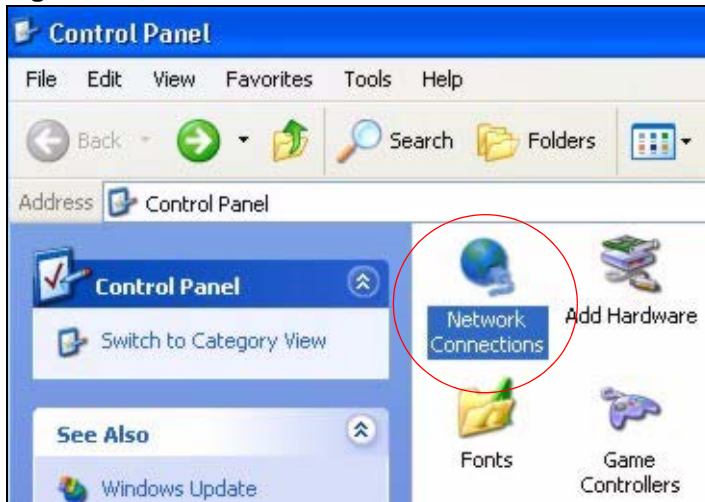 Control Panel
File Edit View Favorites Tools Help
Back Search Folders
Address Control Panel
Control Panel
Switch to Category View
See Also
Windows Update
Network
Connections
Add Hardware
Fonts
Game
Controllers